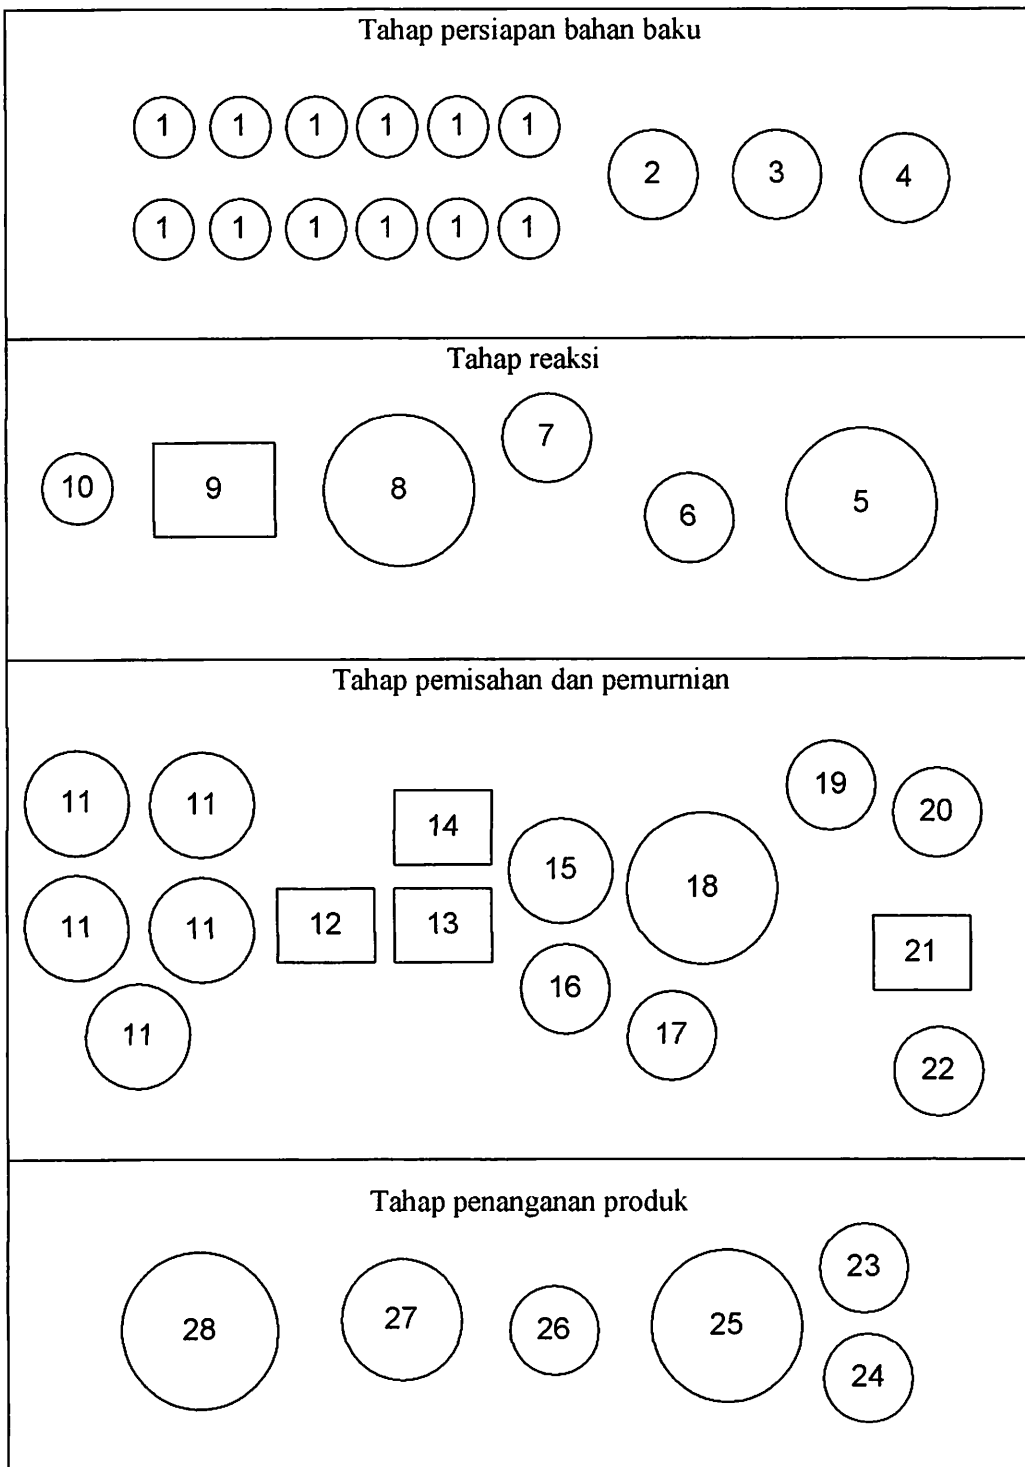 Tahap persiapan bahan baku
1 1 1 1 1 1
2 3 4
1 1 1 1 1 1
Tahap reaksi
7
10 9 8 6 5
Tahap pemisahan dan pemurnian
19
11 11 14 20
15 18
11 11 12 13 21
16
11 17
22
Tahap penanganan produk
23
28 27 26 25
24